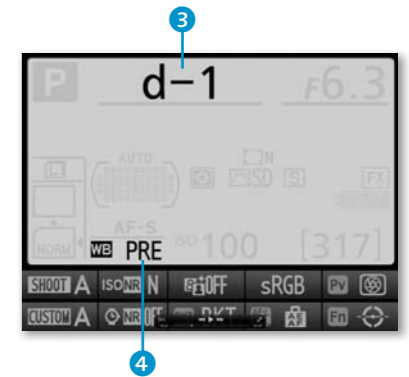 3
P d-1 F6.3
AUTO
N
L SD S FX
AF-S
NORM WB PRE ISO 100 [317]
SHOOT A ISO NR N OFF sRGB Pv
CUSTOM A NR OFF BKT Fn
4